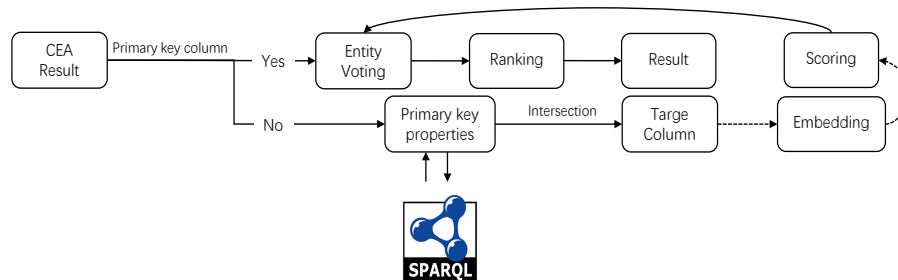 CEA
Result
Primary key column
Yes
Entity
Voting
Ranking
Result
Scoring
No
Primary key
properties
Intersection
Targe
Column
Embedding
SPARQL